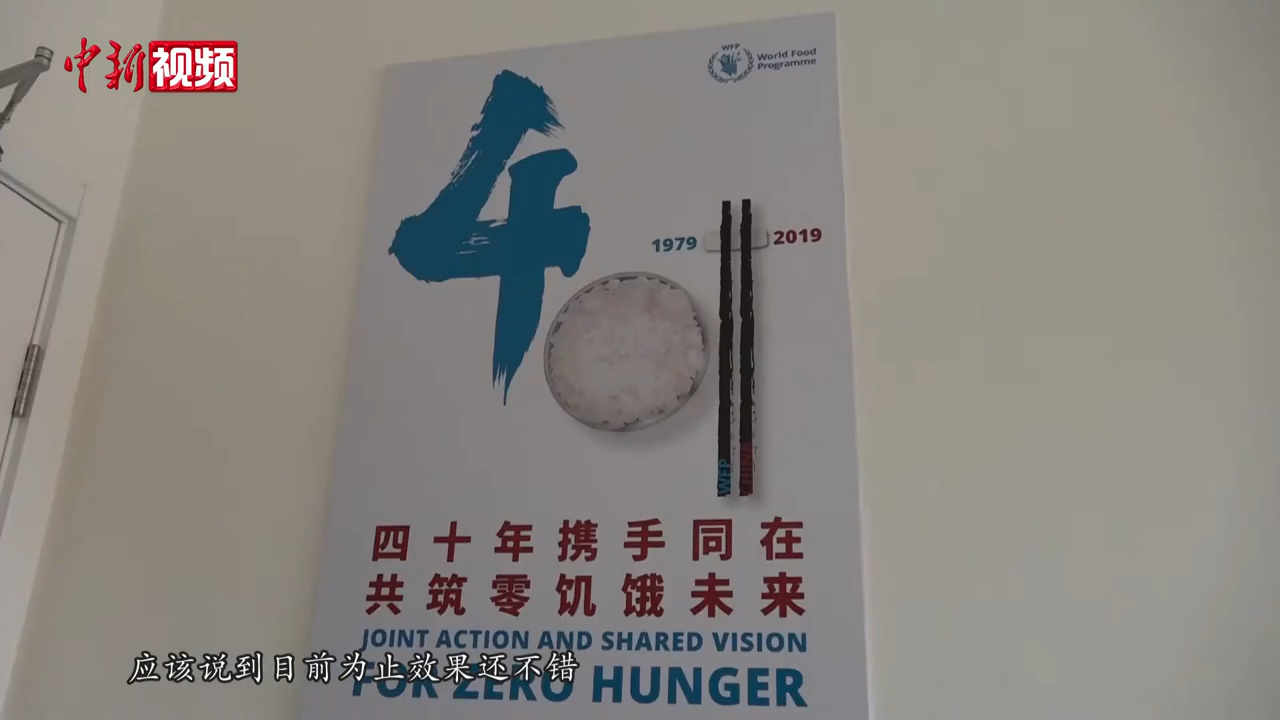 中新视频
WFP
World Food
Programme
40
1979
2019
WFP
CHINA
四十年携手同在
共筑零饥饿未来
JOINT ACTION AND SHARED VISION
FOR ZERO HUNGER
应该说到目前为止效果还不错